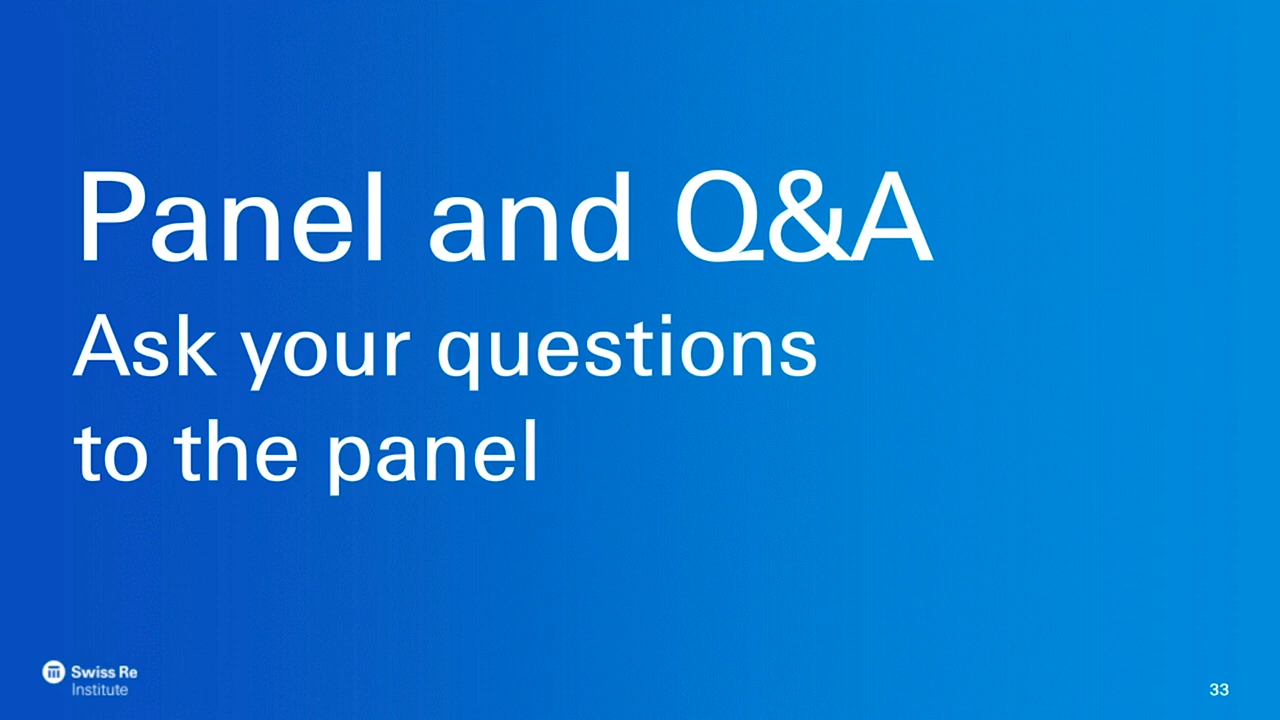 Panel and Q&A
Ask your questions
to the panel
Swiss Re
Institute
33